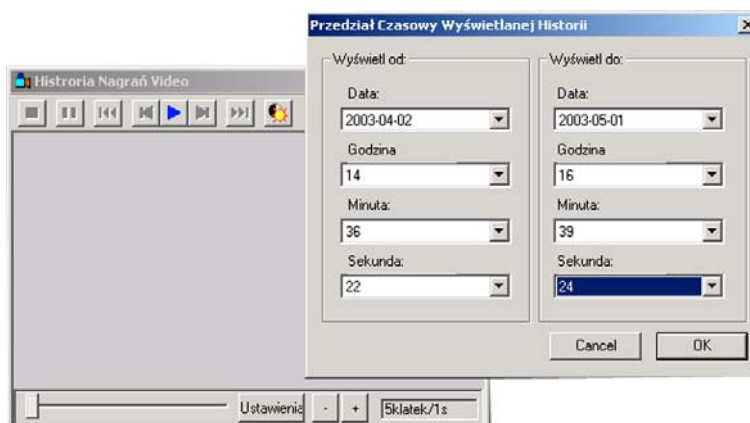 Przedział Czasowy Wyświetlanej Historii
Wyświetl od:
Data:
2003-04-02
Godzina
14
Minuta:
36
Sekunda:
22
Wyświetl do:
Data:
2003-05-01
Godzina
16
Minuta:
39
Sekunda:
24
Cancel
OK
Histroria Nagrań Video
Ustawienia
- +
5klatek/1s